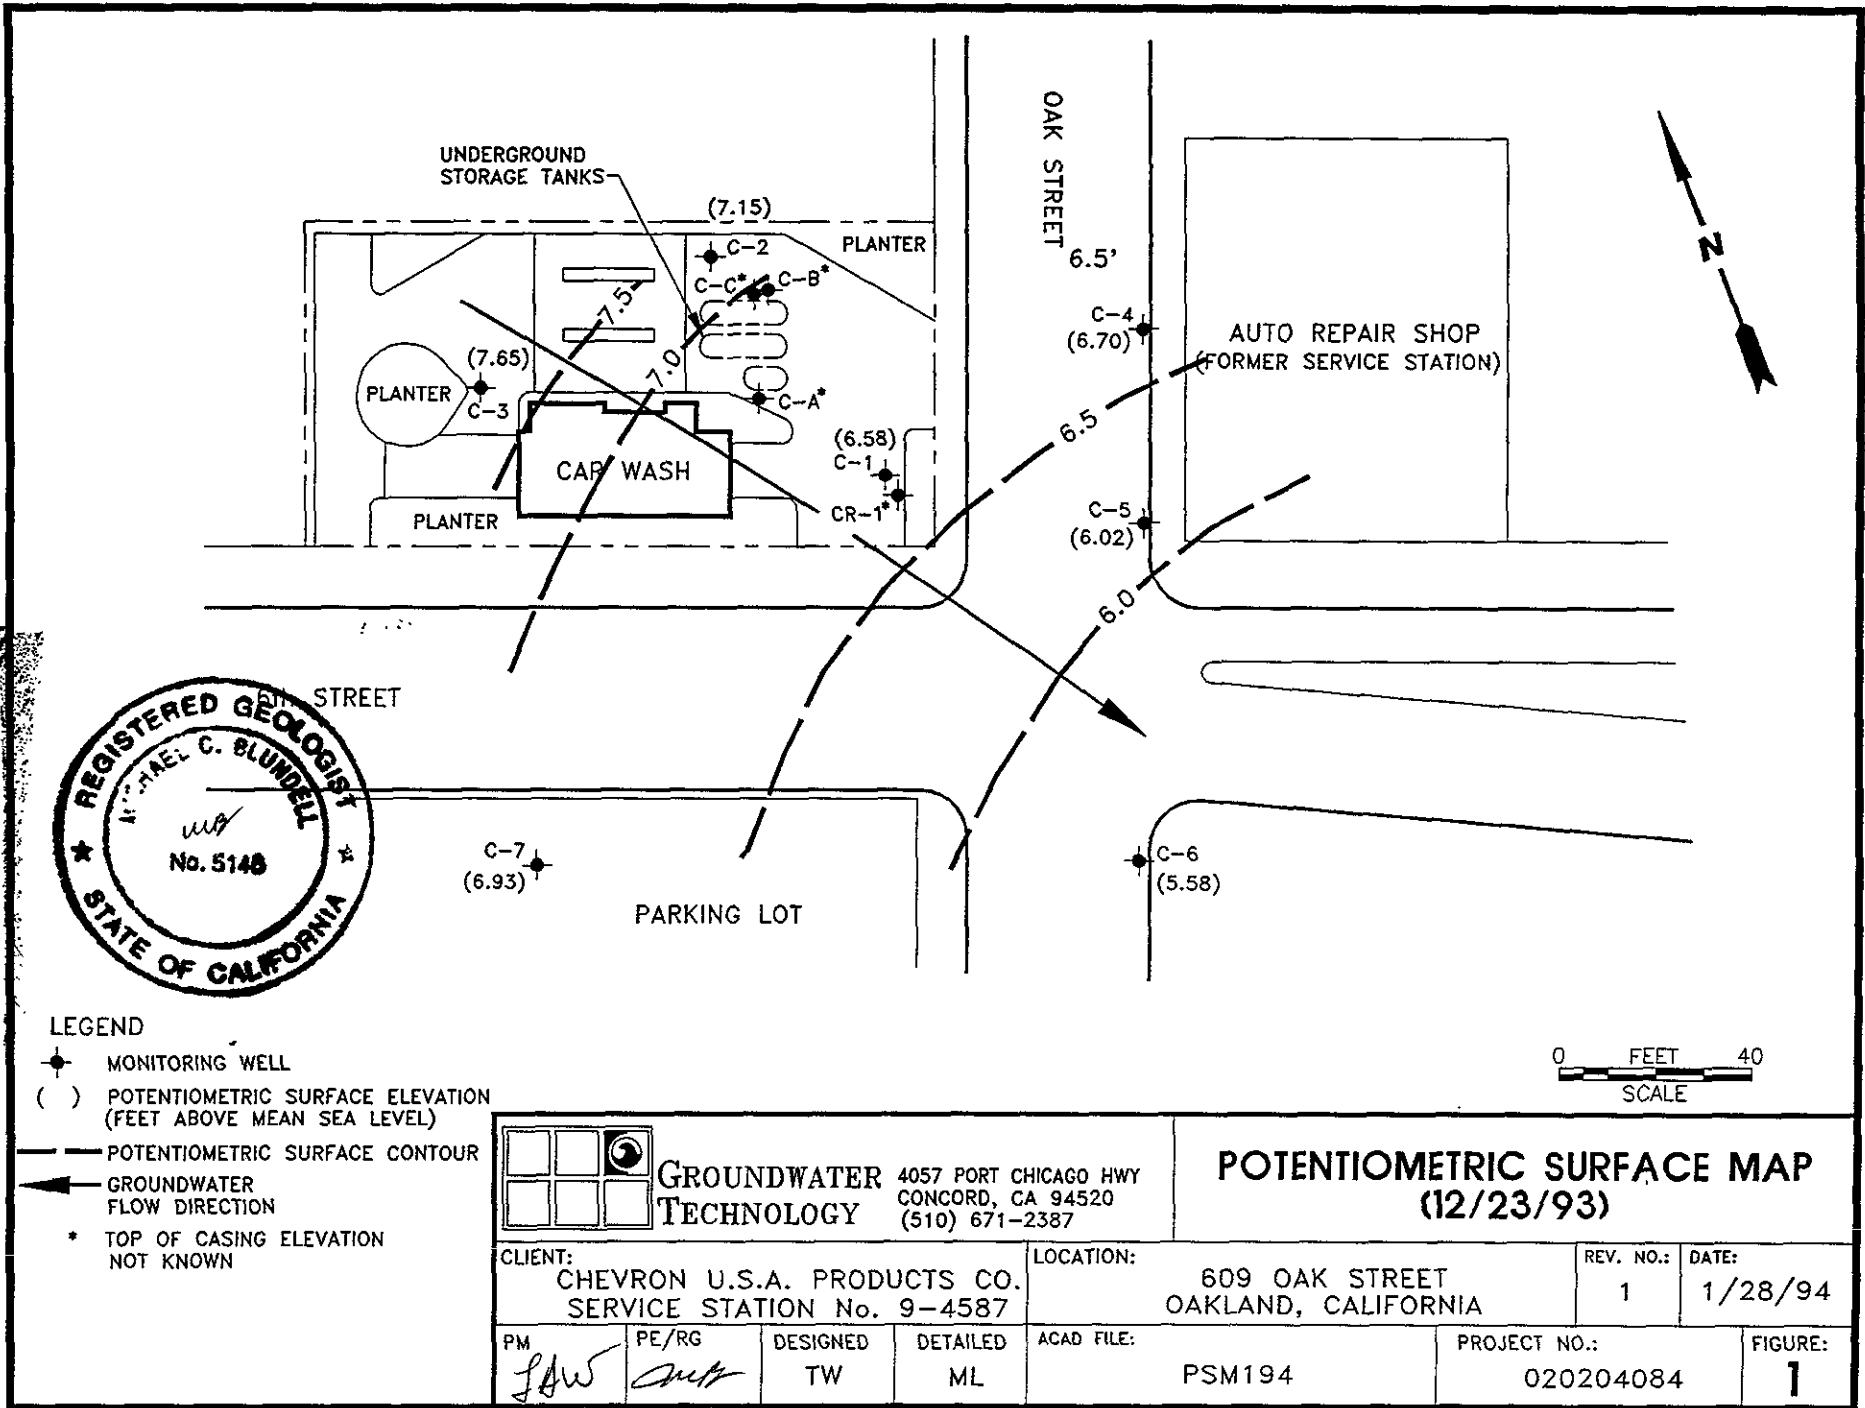 OAK STREET
UNDERGROUND
STORAGE TANKS
(7.15)
PLANTER
C-2
C-C*
C-B*
6.5'
7.5
C-4
(6.70)
AUTO REPAIR SHOP
(FORMER SERVICE STATION)
N
(7.65)
7.0
PLANTER
C-3
C-A*
6.5
(6.58)
C-1
CAR WASH
CR-1*
PLANTER
C-5
(6.02)
6.0
6TH STREET
REGISTERED GEOLOGIST
C. BLUNDELL
No. 5148
STATE OF CALIFORNIA
C-7
(6.93)
C-6
(5.58)
PARKING LOT
LEGEND
MONITORING WELL
( ) POTENTIOMETRIC SURFACE ELEVATION
(FEET ABOVE MEAN SEA LEVEL)
POTENTIOMETRIC SURFACE CONTOUR
GROUNDWATER
FLOW DIRECTION
* TOP OF CASING ELEVATION
NOT KNOWN
0 FEET 40
SCALE
GROUNDWATER
TECHNOLOGY
4057 PORT CHICAGO HWY
CONCORD, CA 94520
(510) 671-2387
POTENTIOMETRIC SURFACE MAP
(12/23/93)
CLIENT:
CHEVRON U.S.A. PRODUCTS CO.
SERVICE STATION No. 9-4587
LOCATION:
609 OAK STREET
OAKLAND, CALIFORNIA
REV. NO.:
1
DATE:
1/28/94
PM
PE/RG
DESIGNED
TW
DETAILED
ML
ACAD FILE:
PSM194
PROJECT NO.:
020204084
FIGURE:
1